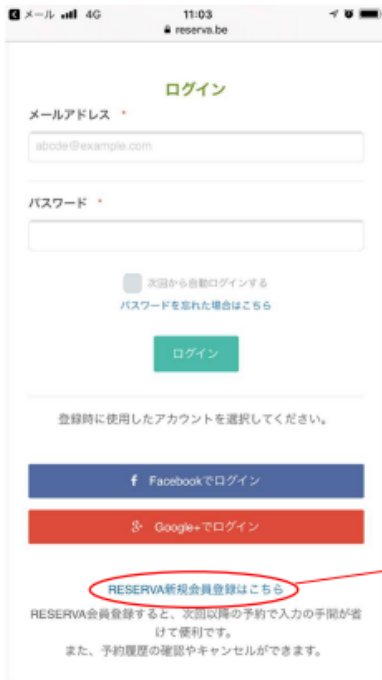 メール 4G 11:03
reserva.be
ログイン
メールアドレス *
abcde@example.com
パスワード *
次回から自動ログインする
パスワードを忘れた場合はこちら
ログイン
登録時に使用したアカウントを選択してください。
f Facebookでログイン
g+ Google+でログイン
RESERVA新規会員登録はこちら
RESERVA会員登録すると、次回以降の予約で入力の手間が省
けて便利です。
また、予約履歴の確認やキャンセルができます。